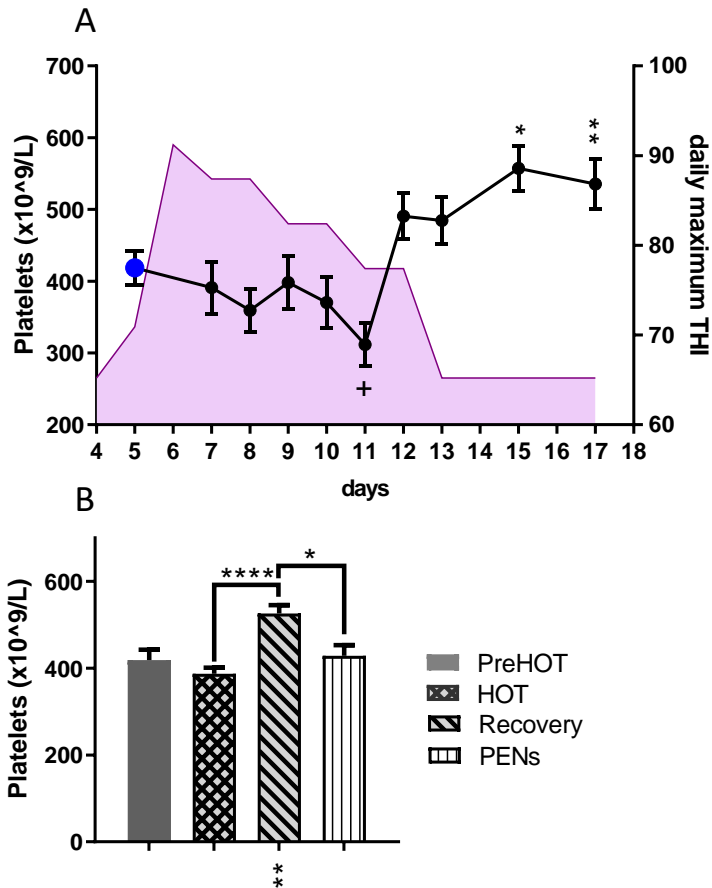 A
700
600
500
400
300
200
Platelets (x10^9/L)
100
90
80
70
60
daily maximum THI
*
**
+
4 5 6 7 8 9 10 11 12 13 14 15 16 17 18
days
B
600
400
200
0
Platelets (x10^9/L)
****
*
**
PreHOT
HOT
Recovery
PENs